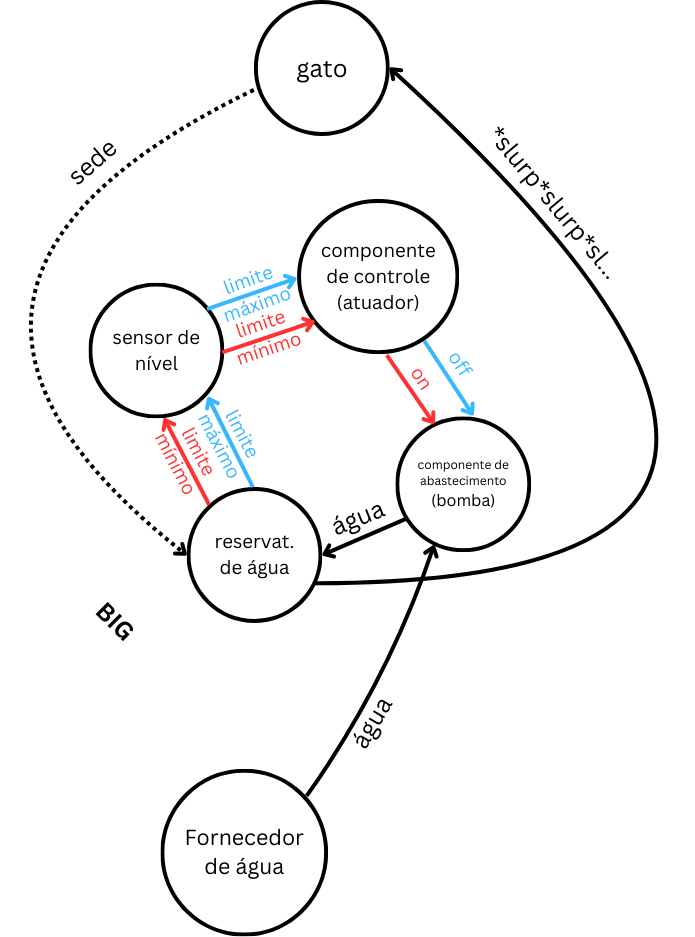 gato
sede
*slurp*slurp*sl...
componente
de controle
(atuador)
limite
máximo
limite
mínimo
sensor de
nível
on
off
limite
mínimo
limite
máximo
componente de
abastecimento
(bomba)
água
reservat.
de água
BIG
água
Fornecedor
de água